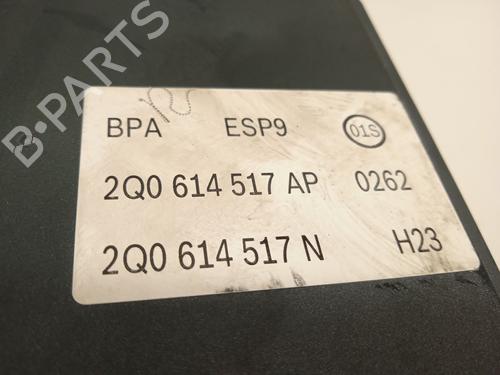 B-PARTS
BPA ESP9 01S
2Q0 614 517 AP 0262
2Q0 614 517 N H23